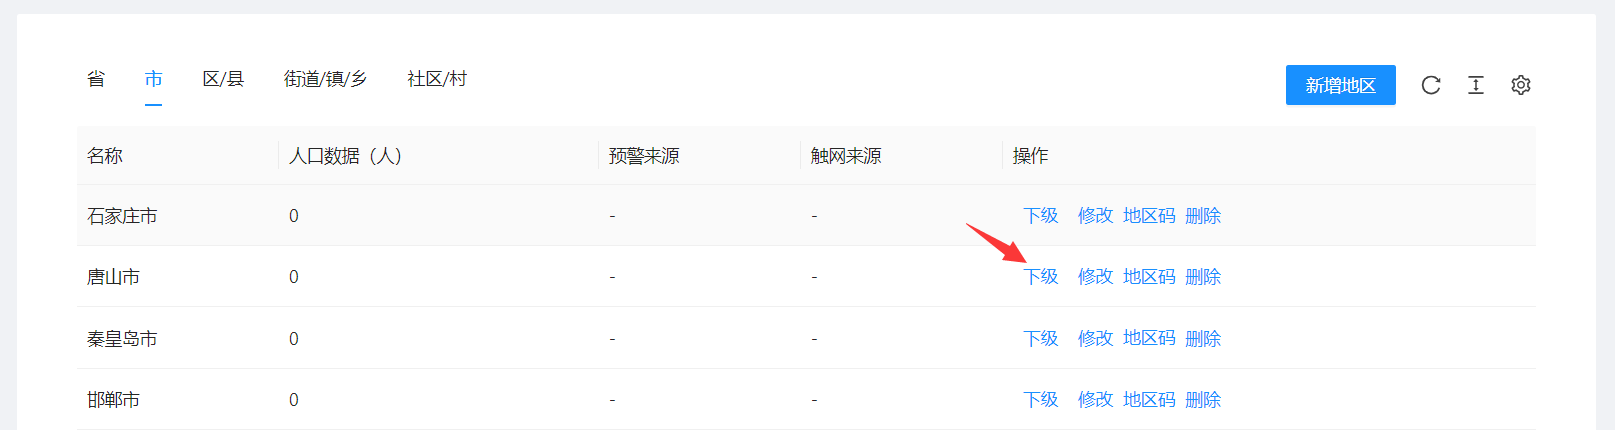 省 市 区/县 街道/镇/乡 社区/村 新增地区
名称 人口数据（人） 预警来源 触网来源 操作
石家庄市 0 - - 下级 修改 地区码 删除
唐山市 0 - - 下级 修改 地区码 删除
秦皇岛市 0 - - 下级 修改 地区码 删除
邯郸市 0 - - 下级 修改 地区码 删除